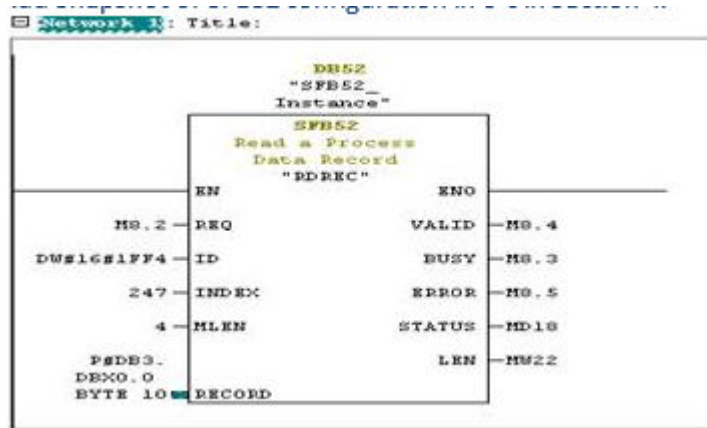 Network 1: Title:
DB52
"SFB52_
Instance"
SFB52
Read a Process
Data Record
"RDREC"
EN ENO
M8.2 REQ VALID M8.4
DW#16#1FF4 ID BUSY M8.3
247 INDEX ERROR M8.5
4 MLEN STATUS MD18
P#DB3. LEN MW22
DBX0.0
BYTE 10 RECORD